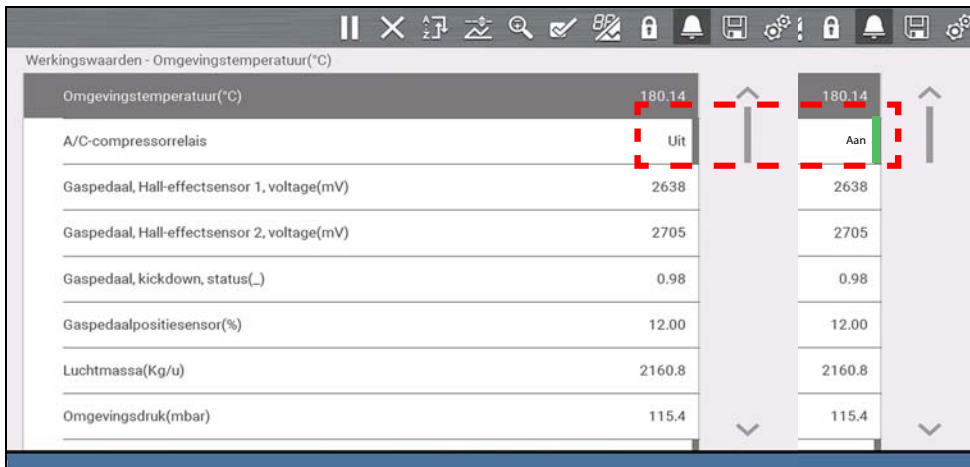 Werkingswaarden - Omgevingstemperatuur(°C)
Omgevingstemperatuur(°C) 180.14 180.14
A/C-compressorrelais Uit Aan
Gaspedaal, Hall-effectsensor 1, voltage(mV) 2638 2638
Gaspedaal, Hall-effectsensor 2, voltage(mV) 2705 2705
Gaspedaal, kickdown, status(_) 0.98 0.98
Gaspedaalpositiesensor(%) 12.00 12.00
Luchtmassa(Kg/u) 2160.8 2160.8
Omgevingsdruk(mbar) 115.4 115.4